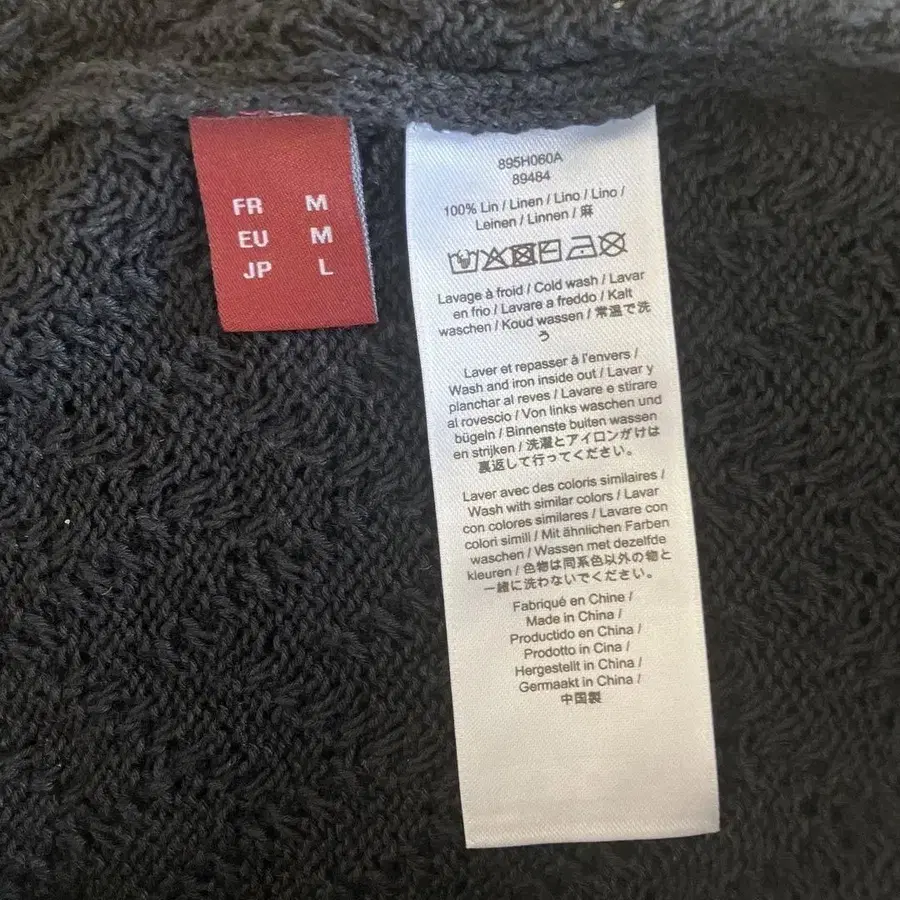 FR M
EU M
JP L
895H060A
89484
100% Lin / Linen / Lino / Lino /
Leinen / Linnen / 麻
Lavage à froid / Cold wash / Lavar
en frio / Lavare a freddo / Kalt
waschen / Koud wassen / 常温で洗
う
Laver et repasser à l'envers /
Wash and iron inside out / Lavar y
planchar al reves / Lavare e stirare
al rovescio / Von links waschen und
bügeln / Binnenste buiten wassen
en strijken / 洗濯とアイロンがけは
裏返して行ってください。
Laver avec des coloris similaires /
Wash with similar colors / Lavar
con colores similares / Lavare con
colori simili / Mit ähnlichen Farben
waschen / Wassen met dezelfde
kleuren / 色物は同系色以外の物と
一緒に洗わないでください。
Fabriqué en Chine /
Made in China /
Productido en China /
Prodotto in Cina /
Hergestellt in China /
Germaakt in China /
中国製